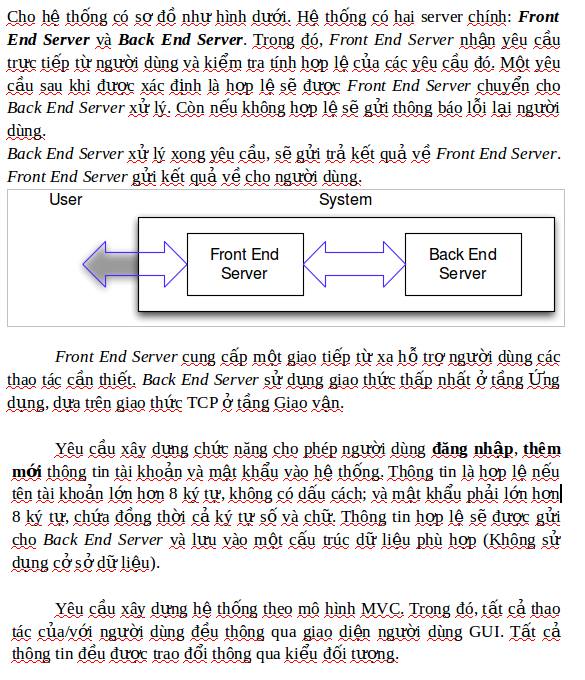 Cho hệ thống có sơ đồ như hình dưới. Hệ thống có hai server chính: Front
End Server và Back End Server. Trong đó, Front End Server nhận yêu cầu
trực tiếp từ người dùng và kiểm tra tính hợp lệ của các yêu cầu đó. Một yêu
cầu sau khi được xác định là hợp lệ sẽ được Front End Server chuyển cho
Back End Server xử lý. Còn nếu không hợp lệ sẽ gửi thông báo lỗi lại người
dùng.
Back End Server xử lý xong yêu cầu, sẽ gửi trả kết quả về Front End Server.
Front End Server gửi kết quả về cho người dùng.
User System
Front End
Server
Back End
Server
Front End Server cung cấp một giao tiếp từ xa hỗ trợ người dùng các
thao tác cần thiết. Back End Server sử dụng giao thức thấp nhất ở tầng Ứng
dụng, dựa trên giao thức TCP ở tầng Giao vận.
Yêu cầu xây dựng chức năng cho phép người dùng đăng nhập, thêm
mới thông tin tài khoản và mật khẩu vào hệ thống. Thông tin là hợp lệ nếu
tên tài khoản lớn hơn 8 ký tự, không có dấu cách; và mật khẩu phải lớn hơn
8 ký tự, chứa đồng thời cả ký tự số và chữ. Thông tin hợp lệ sẽ được gửi
cho Back End Server và lưu vào một cấu trúc dữ liệu phù hợp (Không sử
dụng cở sở dữ liệu).
Yêu cầu xây dựng hệ thống theo mô hình MVC. Trong đó, tất cả thao
tác của/với người dùng đều thông qua giao diện người dùng GUI. Tất cả
thông tin đều được trao đổi thông qua kiểu đối tượng.